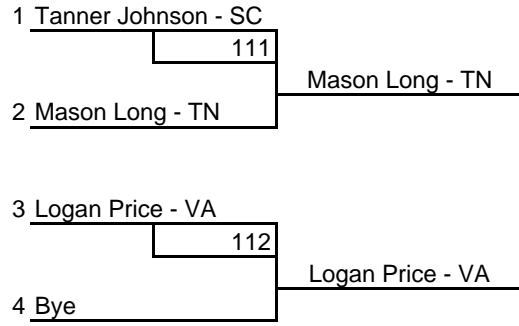 1 Tanner Johnson - SC
111
Mason Long - TN
2 Mason Long - TN
3 Logan Price - VA
112
Logan Price - VA
4 Bye